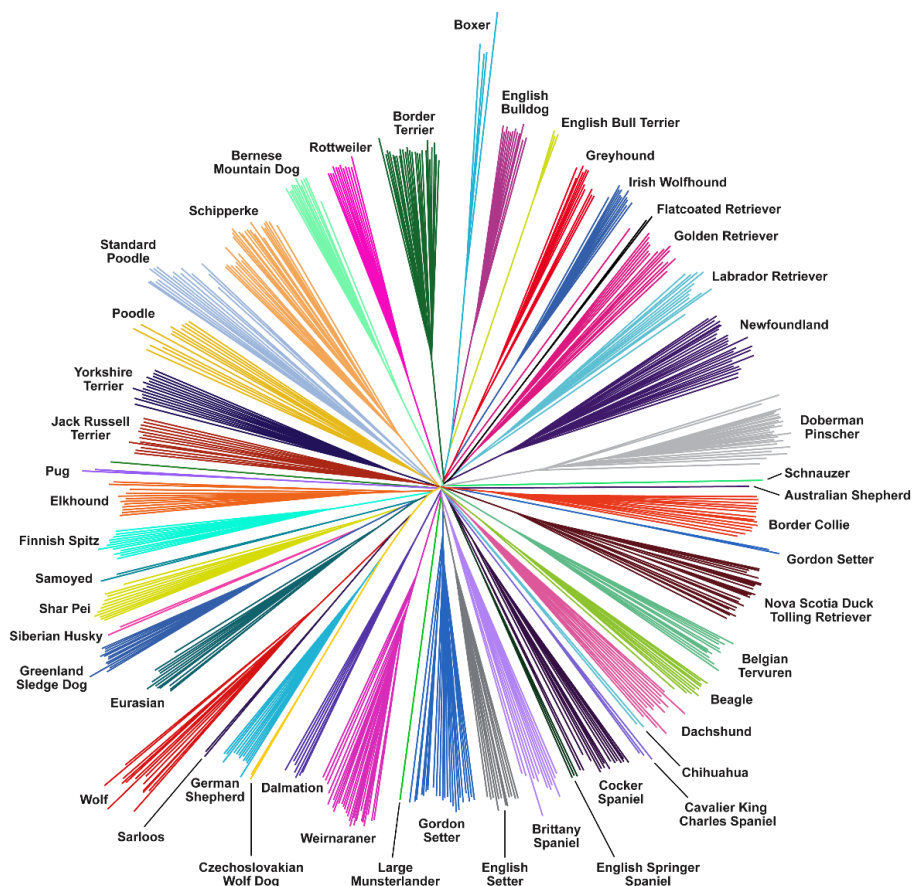 Boxer
English
Bulldog
English Bull Terrier
Greyhound
Irish Wolfhound
Flatcoated Retriever
Golden Retriever
Labrador Retriever
Newfoundland
Doberman
Pinscher
Schnauzer
Australian Shepherd
Border Collie
Gordon Setter
Nova Scotia Duck
Tolling Retriever
Belgian
Tervuren
Beagle
Dachshund
Chihuahua
Cavalier King
Charles Spaniel
Cocker
Spaniel
English Springer
Spaniel
Brittany
Spaniel
English
Setter
Gordon
Setter
Large
Munsterlander
Weirnaraner
Dalmation
Czechoslovakian
Wolf Dog
German
Shepherd
Sarloos
Wolf
Eurasian
Greenland
Sledge Dog
Siberian Husky
Shar Pei
Samoyed
Finnish Spitz
Elkhound
Pug
Jack Russell
Terrier
Yorkshire
Terrier
Poodle
Standard
Poodle
Schipperke
Bernese
Mountain Dog
Rottweiler
Border
Terrier